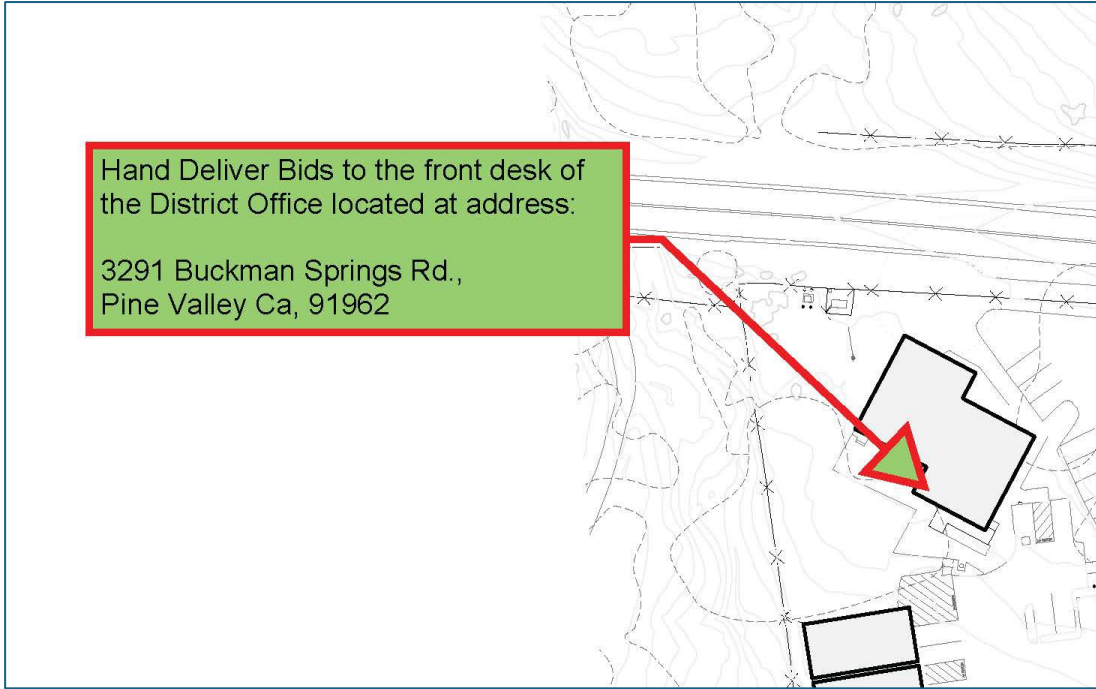 Hand Deliver Bids to the front desk of
the District Office located at address:
3291 Buckman Springs Rd.,
Pine Valley Ca, 91962